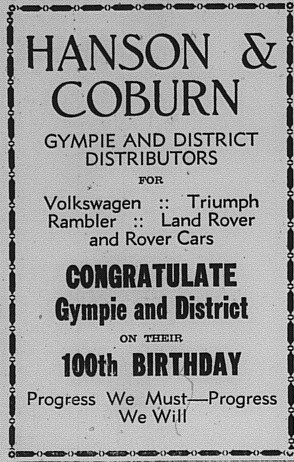 HANSON &
COBURN
GYMPIE AND DISTRICT
DISTRIBUTORS
FOR
Volkswagen :: Triumph
Rambler :: Land Rover
and Rover Cars
CONGRATULATE
Gympie and District
ON THEIR
100th BIRTHDAY
Progress We Must—Progress
We Will